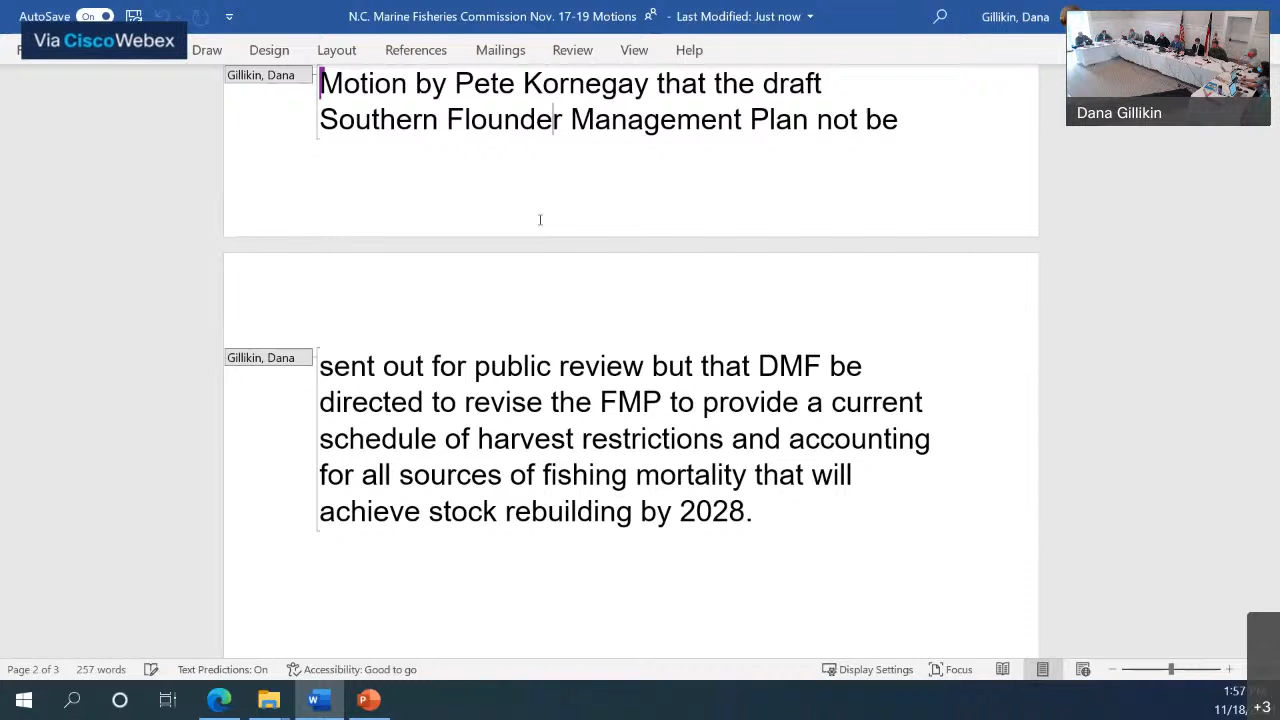 AutoSave On N.C. Marine Fisheries Commission Nov. 17-19 Motions - Last Modified: Just now Gillikin, Dana
Via CiscoWebex
Draw Design Layout References Mailings Review View Help
Gillikin, Dana
Motion by Pete Kornegay that the draft
Southern Flounder Management Plan not be
Dana Gillikin
Gillikin, Dana
sent out for public review but that DMF be
directed to revise the FMP to provide a current
schedule of harvest restrictions and accounting
for all sources of fishing mortality that will
achieve stock rebuilding by 2028.
Page 2 of 3 257 words Text Predictions: On Accessibility: Good to go Display Settings Focus
1:57
11/18/
+3